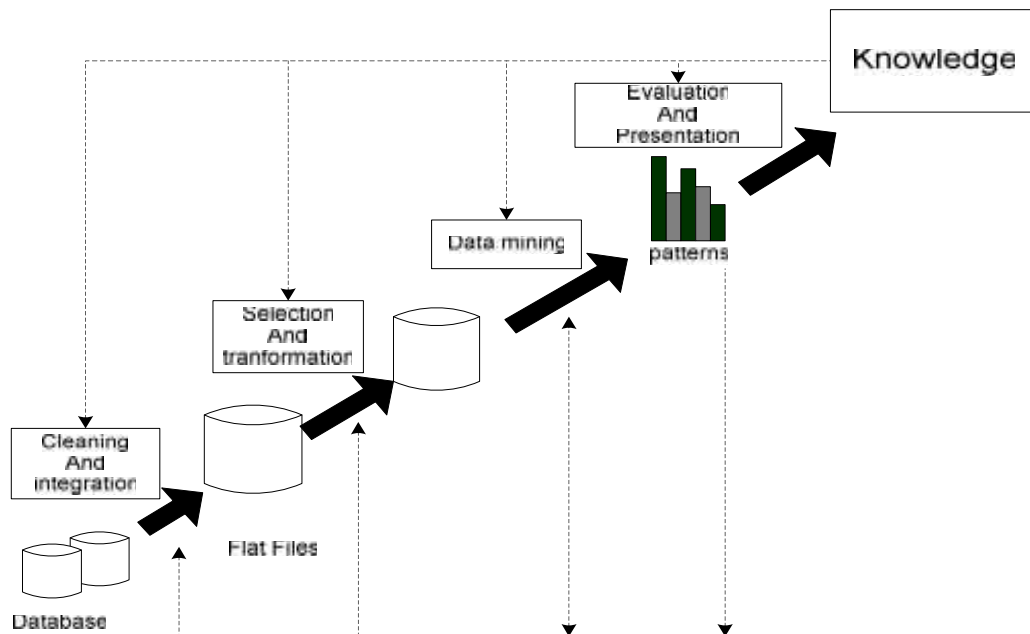 Knowledge
Evaluation
And
Presentation
patterns
Data mining
Selection
And
tranformation
Cleaning
And
integration
Flat Files
Database